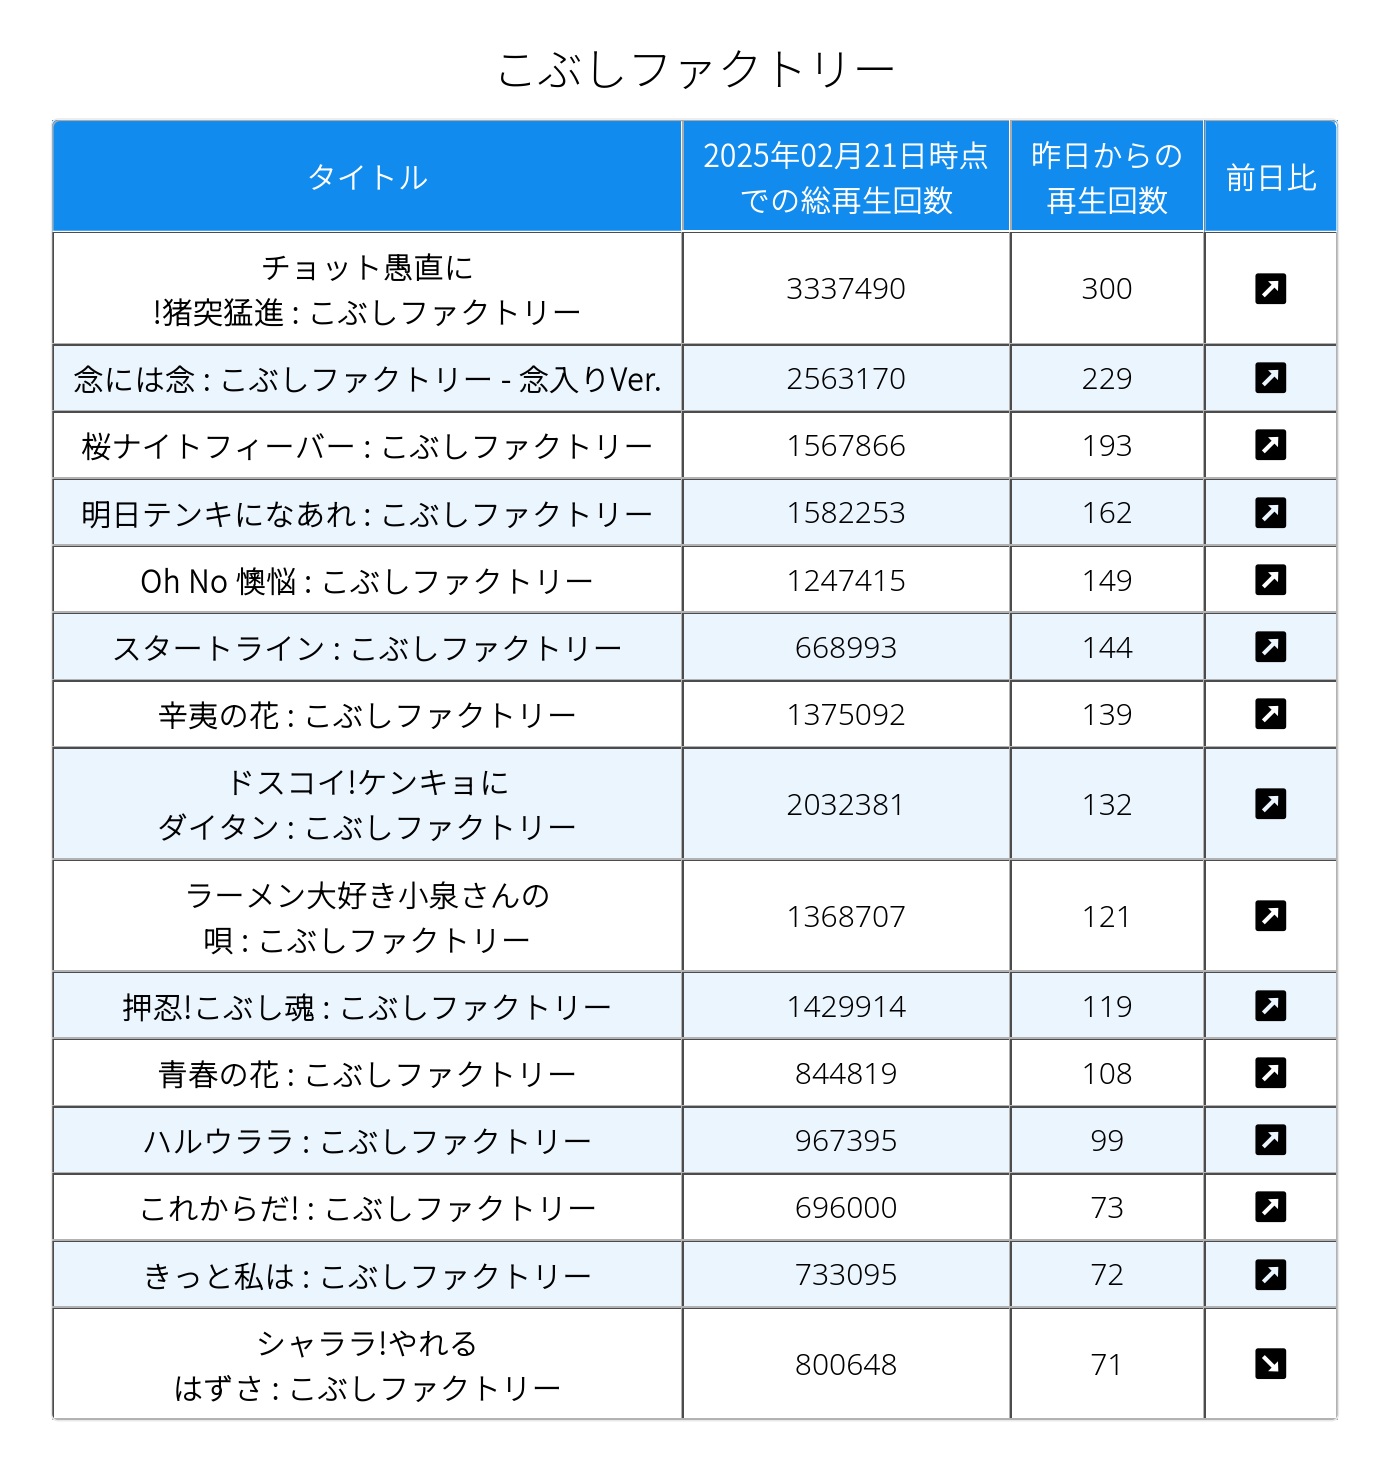 こぶしファクトリー
タイトル
2025年02月21日時点
での総再生回数
昨日からの
再生回数
前日比
チョット愚直に
!猪突猛進 : こぶしファクトリー
3337490
300
念には念 : こぶしファクトリー - 念入りVer.
2563170
229
桜ナイトフィーバー : こぶしファクトリー
1567866
193
明日テンキになあれ : こぶしファクトリー
1582253
162
Oh No 懊悩 : こぶしファクトリー
1247415
149
スタートライン : こぶしファクトリー
668993
144
辛夷の花 : こぶしファクトリー
1375092
139
ドスコイ!ケンキョに
ダイタン : こぶしファクトリー
2032381
132
ラーメン大好き小泉さんの
唄 : こぶしファクトリー
1368707
121
押忍!こぶし魂 : こぶしファクトリー
1429914
119
青春の花 : こぶしファクトリー
844819
108
ハルウララ : こぶしファクトリー
967395
99
これからだ! : こぶしファクトリー
696000
73
きっと私は : こぶしファクトリー
733095
72
シャララ!やれる
はずさ : こぶしファクトリー
800648
71